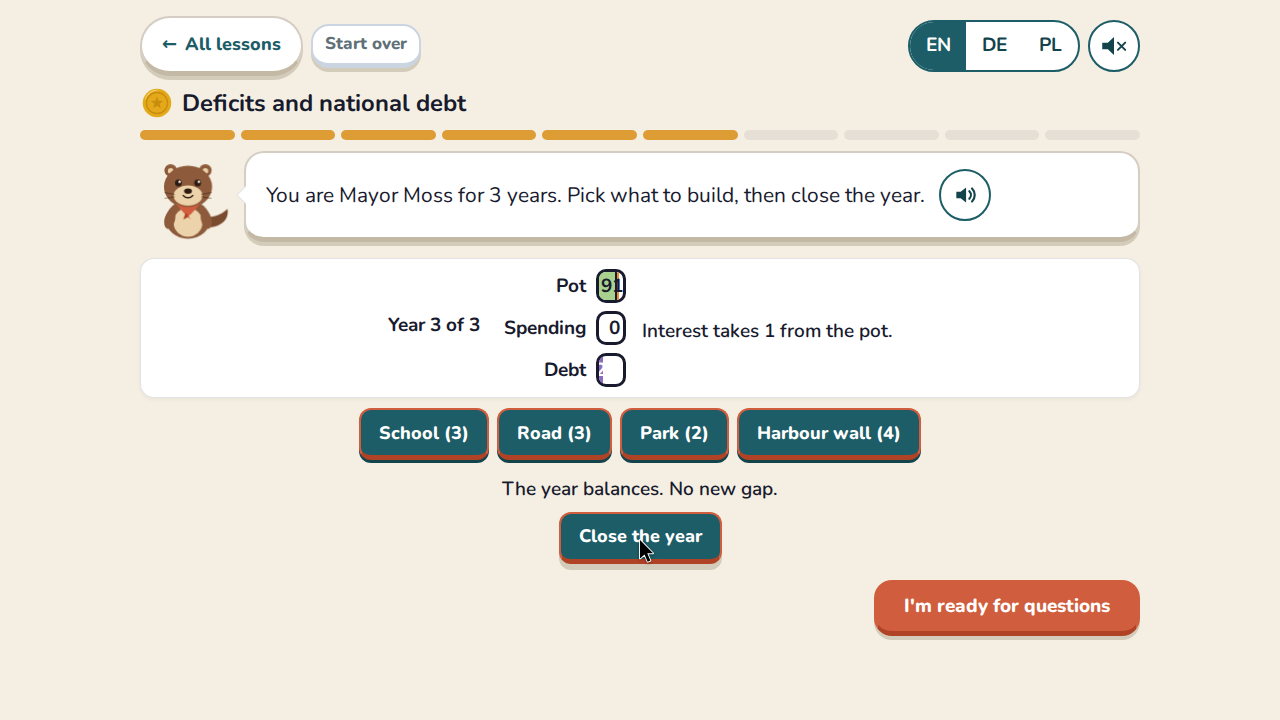 ← All lessons
Start over
EN DE PL
Deficits and national debt
You are Mayor Moss for 3 years. Pick what to build, then close the year.
Year 3 of 3
Pot 91
Spending 0
Debt
Interest takes 1 from the pot.
School (3) Road (3) Park (2) Harbour wall (4)
The year balances. No new gap.
Close the year
I'm ready for questions